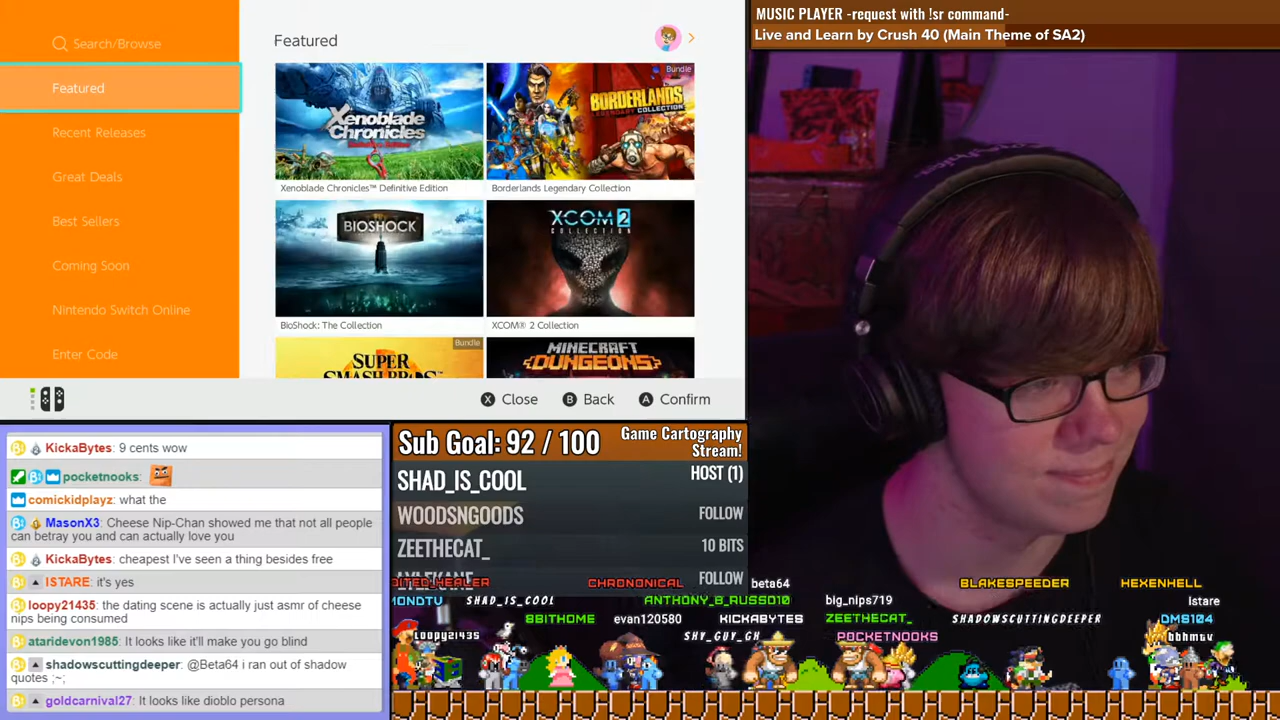 Search/Browse
Featured
Recent Releases
Great Deals
Best Sellers
Coming Soon
Nintendo Switch Online
Enter Code
Featured
Xenoblade Chronicles
Xenoblade Chronicles™ Definitive Edition
Bundle
BORDERLANDS
Borderlands Legendary Collection
BIOSHOCK
BioShock: The Collection
XCOM 2
COLLECTION
XCOM® 2 Collection
Bundle
SUPER
SMASH BROS.
MINECRAFT
DUNGEONS
X Close
B Back
A Confirm
MUSIC PLAYER -request with !sr command-
Live and Learn by Crush 40 (Main Theme of SA2)
KickaBytes: 9 cents wow
pocketnooks:
comickidplayz: what the
MasonX3: Cheese Nip-Chan showed me that not all people
can betray you and can actually love you
KickaBytes: cheapest I've seen a thing besides free
ISTARE: it's yes
loopy21435: the dating scene is actually just asmr of cheese
nips being consumed
ataridevon1985: It looks like it'll make you go blind
shadowscuttingdeeper: @Beta64 i ran out of shadow
quotes ;~;
goldcarnival27: It looks like dioblo persona
Sub Goal: 92 / 100
Game Cartography
Stream!
SHAD_IS_COOL HOST (1)
WOODSNGOODS FOLLOW
ZEETHECAT_ 10 BITS
FOLLOW
CHRONONICAL
beta64
BLAKESPEEDER
HEXENHELL
SHAD_IS_COOL
ANTHONY_B_RUSSO10
big_nips719
Istare
8BITHOME
evan120580
KICKABYTES
ZEETHECAT_
SHADOWSCUTTINGDEEPER
DMS104
loopy21435
SHY_GUY_GH
POCKETNOOKS
bbhmtv